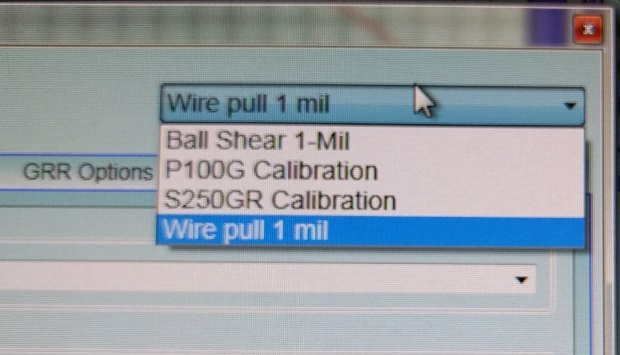 Wire pull 1 mil
Ball Shear 1-Mil
GRR Options
P100G Calibration
S250GR Calibration
Wire pull 1 mil